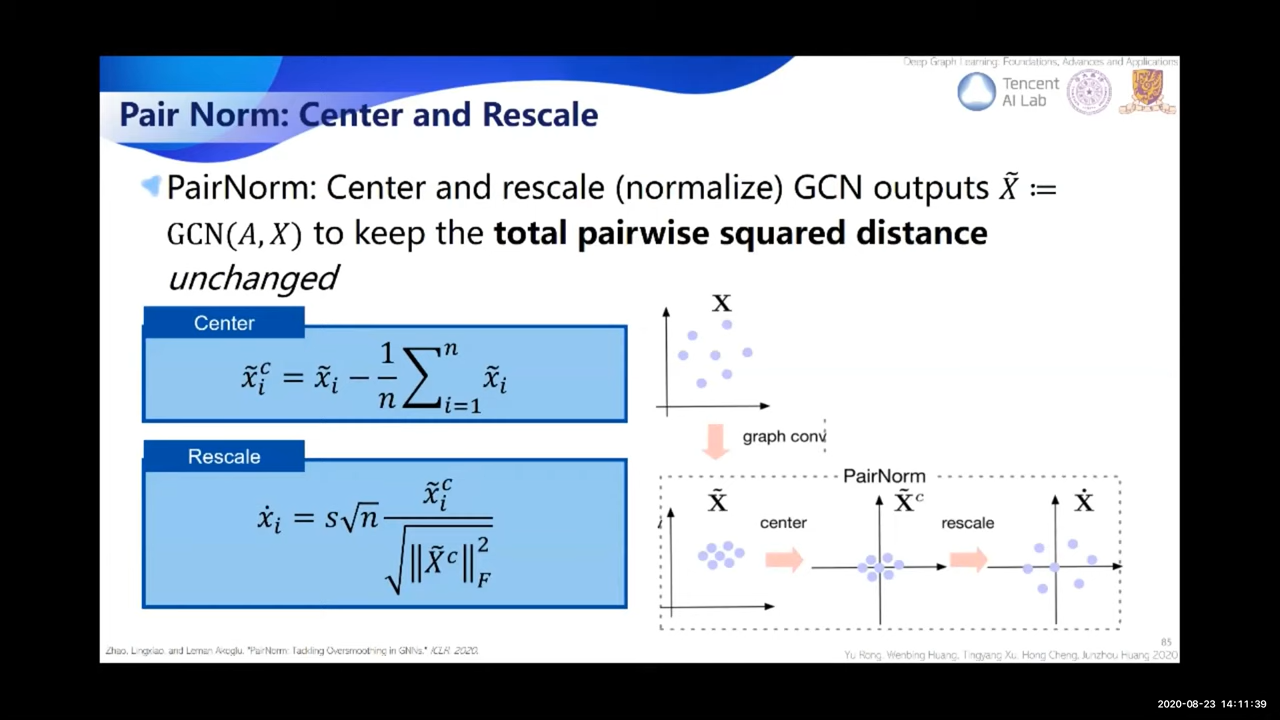 Deep Graph Learning: Foundations, Advances and Applications
Tencent
AI Lab
Pair Norm: Center and Rescale
PairNorm: Center and rescale (normalize) GCN outputs X̃ :=
GCN(A, X) to keep the total pairwise squared distance
unchanged
Center
x̃ᵢᶜ = x̃ᵢ − 1/n ∑ᵢ₌₁ⁿ x̃ᵢ
Rescale
ẋᵢ = s√n x̃ᵢᶜ / √‖X̃ᶜ‖²_F
X
graph conv
PairNorm
X̃
center
X̃ᶜ
rescale
Ẋ
Zhao, Lingxiao, and Leman Akoglu. "PairNorm: Tackling Oversmoothing in GNNs." ICLR. 2020.
85
Yu Rong, Wenbing Huang, Tingyang Xu, Hong Cheng, Junzhou Huang 2020
2020-08-23 14:11:39